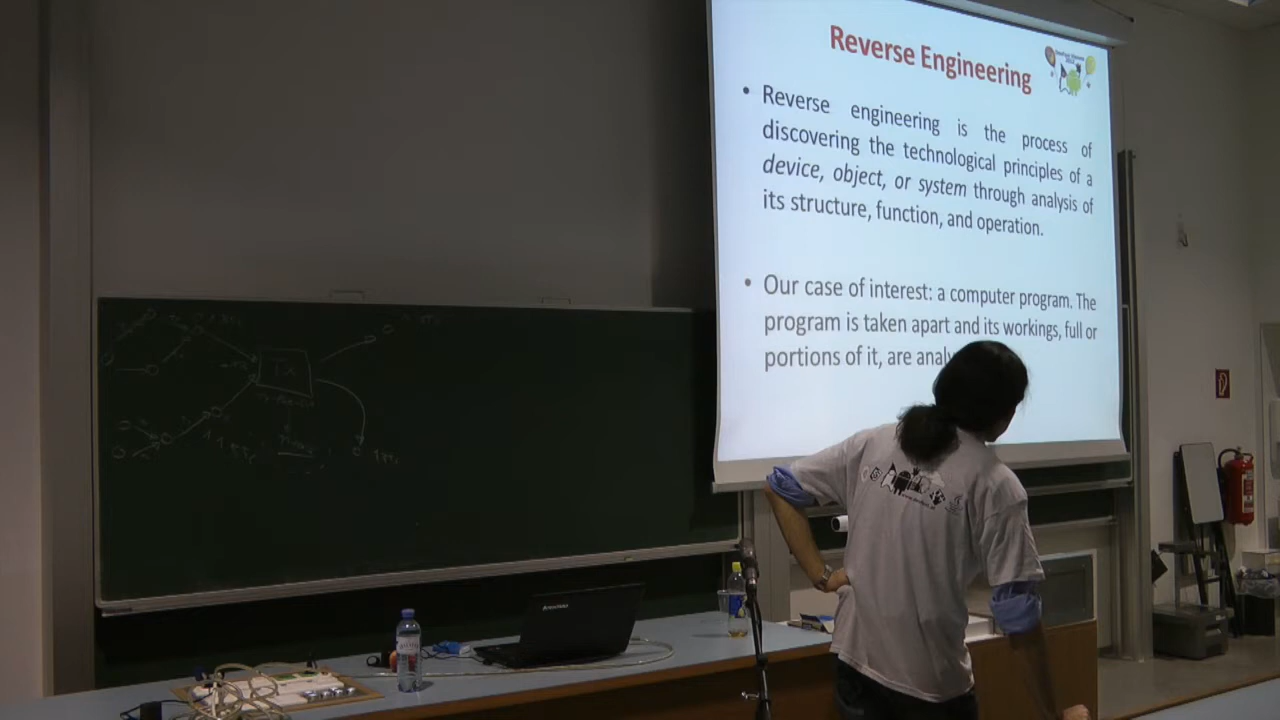 Reverse Engineering
• Reverse engineering is the process of
discovering the technological principles of a
device, object, or system through analysis of
its structure, function, and operation.
• Our case of interest: a computer program. The
program is taken apart and its workings, full or
portions of it, are
lenovo